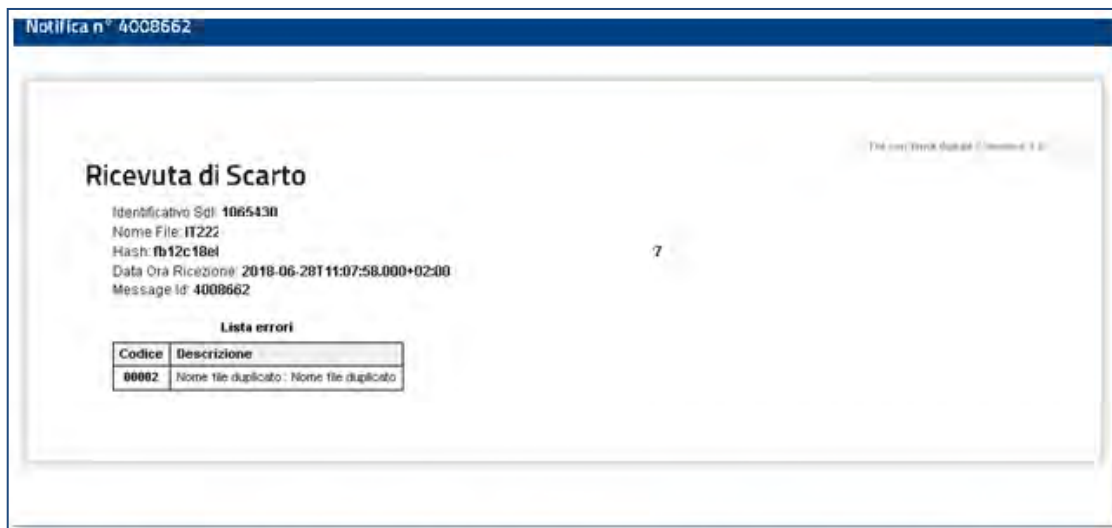 Notifica n° 4008662
Ricevuta di Scarto
Identificativo SdI: 1065430
Nome File: IT222
Hash: fb12c18el
7
Data Ora Ricezione: 2018-06-28T11:07:58.000+02:00
Message Id: 4008662
Lista errori
Codice Descrizione
00002 Nome file duplicato : Nome file duplicato